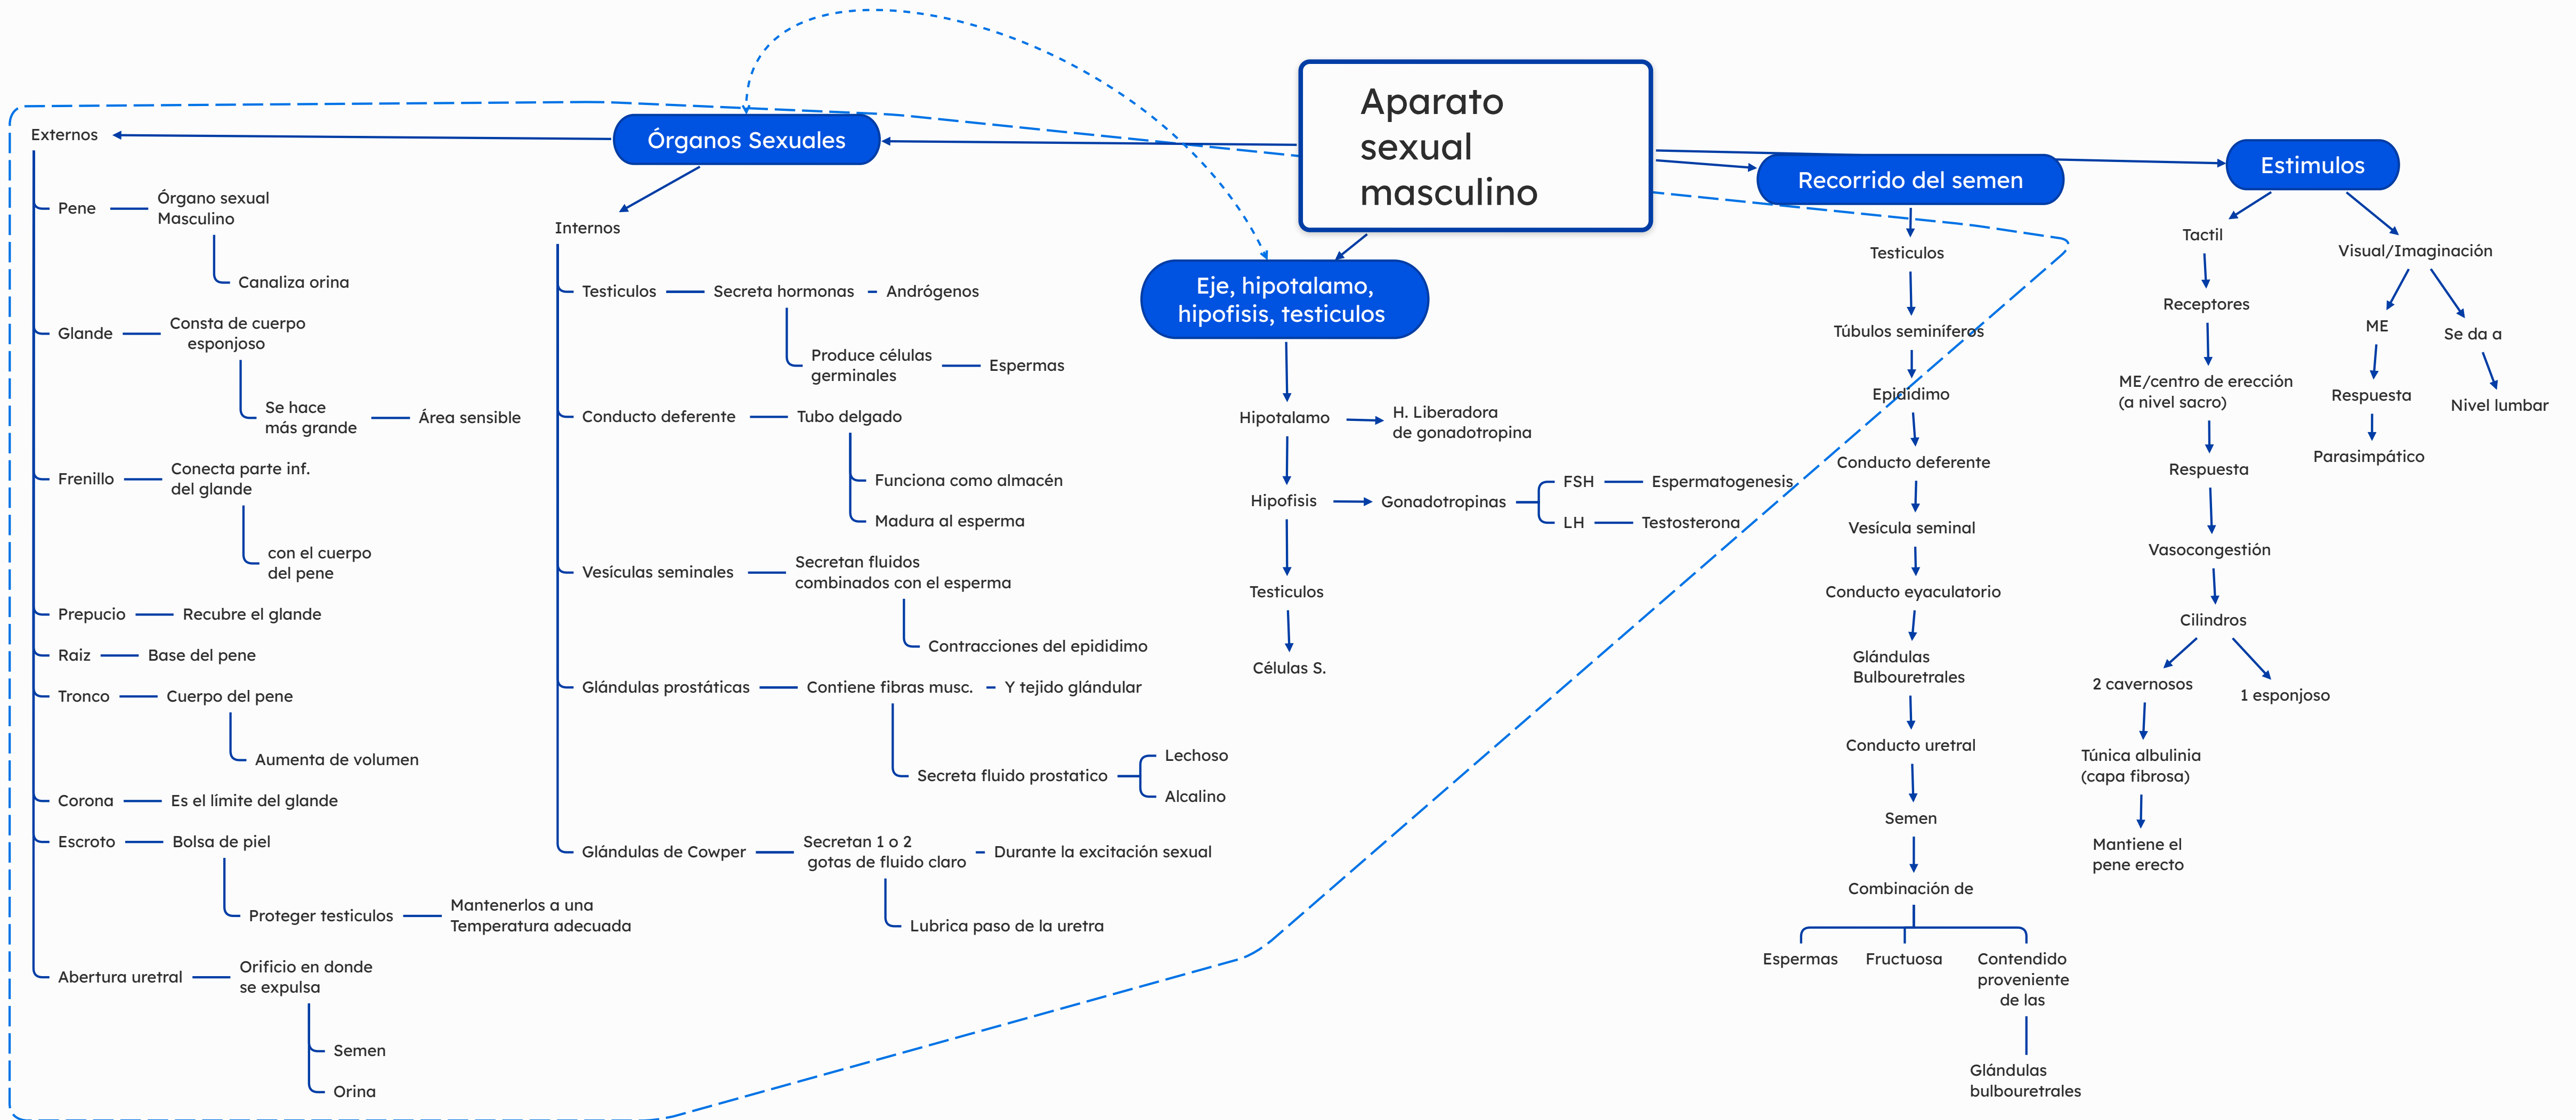 Aparato
sexual
masculino
Órganos Sexuales
Externos
Pene
Órgano sexual
Masculino
Canaliza orina
Glande
Consta de cuerpo
esponjoso
Se hace
más grande
Área sensible
Frenillo
Conecta parte inf.
del glande
con el cuerpo
del pene
Prepucio
Recubre el glande
Raiz
Base del pene
Tronco
Cuerpo del pene
Aumenta de volumen
Corona
Es el límite del glande
Escroto
Bolsa de piel
Proteger testiculos
Mantenerlos a una
Temperatura adecuada
Abertura uretral
Orificio en donde
se expulsa
Semen
Orina
Internos
Testiculos
Secreta hormonas
Andrógenos
Produce células
germinales
Espermas
Conducto deferente
Tubo delgado
Funciona como almacén
Madura al esperma
Vesículas seminales
Secretan fluidos
combinados con el esperma
Contracciones del epididimo
Glándulas prostáticas
Contiene fibras musc.
Y tejido glándular
Secreta fluido prostatico
Lechoso
Alcalino
Glándulas de Cowper
Secretan 1 o 2
gotas de fluido claro
Durante la excitación sexual
Lubrica paso de la uretra
Eje, hipotalamo,
hipofisis, testiculos
Hipotalamo
H. Liberadora
de gonadotropina
Hipofisis
Gonadotropinas
FSH
Espermatogenesis
LH
Testosterona
Testiculos
Células S.
Recorrido del semen
Testiculos
Túbulos seminíferos
Epididimo
Conducto deferente
Vesícula seminal
Conducto eyaculatorio
Glándulas
Bulbouretrales
Conducto uretral
Semen
Combinación de
Espermas
Fructuosa
Contendido
proveniente
de las
Glándulas
bulbouretrales
Estimulos
Tactil
Receptores
ME/centro de erección
(a nivel sacro)
Respuesta
Vasocongestión
Cilindros
2 cavernosos
1 esponjoso
Túnica albulinia
(capa fibrosa)
Mantiene el
pene erecto
Visual/Imaginación
ME
Respuesta
Parasimpático
Se da a
Nivel lumbar